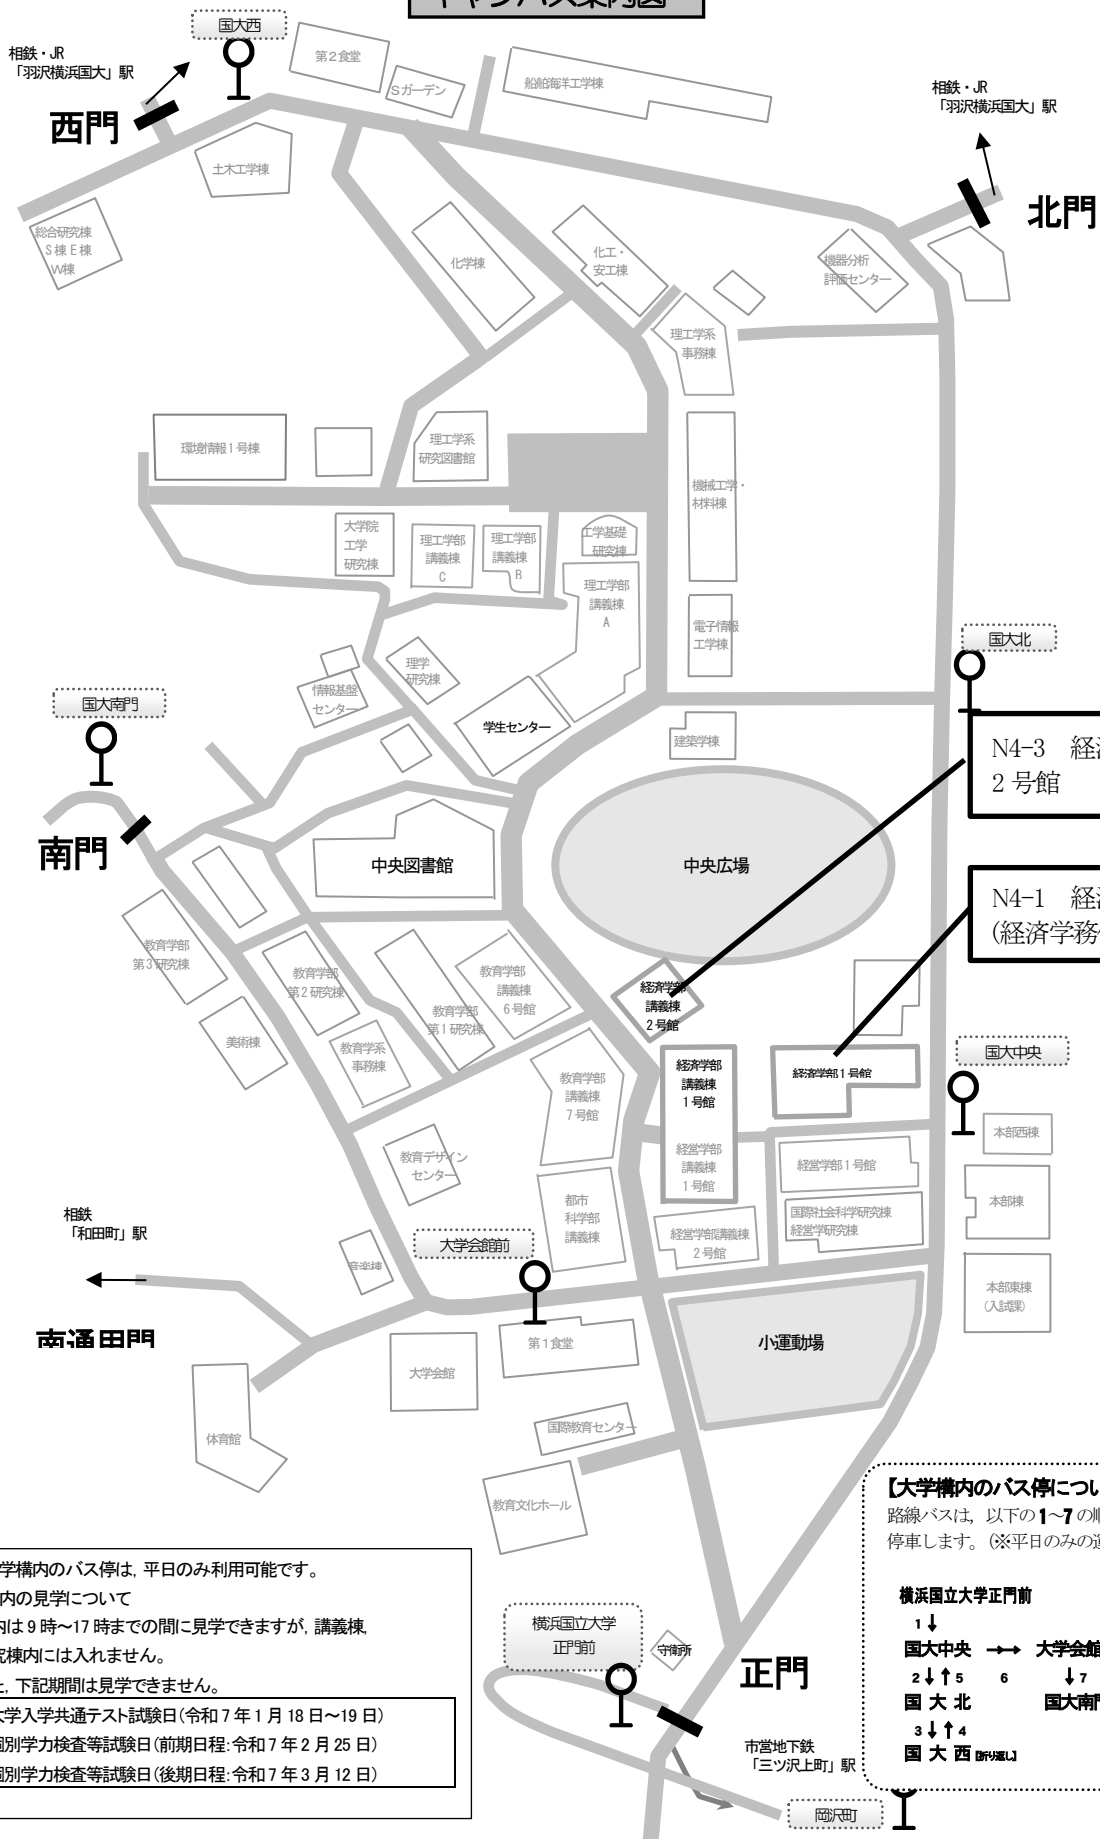 キャンパス案内図
国大西
相鉄・JR
「羽沢横浜国大」駅
西門
第２食堂
Sガーデン
船舶海洋工学棟
相鉄・JR
「羽沢横浜国大」駅
北門
土木工学棟
総合研究棟
S棟E棟
W棟
化学棟
化工・
安工棟
機器分析
評価センター
理工学系
事務棟
環境情報1号棟
理工学系
研究図書館
機械工学・
材料棟
大学院
工学
研究棟
理工学部
講義棟
C
理工学部
講義棟
B
工学基礎
研究棟
理工学部
講義棟
A
電子情報
工学棟
国大北
理学
研究棟
情報基盤
センター
国大南門
学生センター
建築学棟
N4-3　経済
2 号館
南門
中央図書館
中央広場
N4-1　経済
(経済学務
教育学部
第3研究棟
教育学部
第2研究棟
教育学部
第1研究棟
教育学部
講義棟
6号館
経済学部
講義棟
2号館
美術棟
教育学系
事務棟
教育学部
講義棟
7号館
経済学部
講義棟
1号館
経済学部1号館
国大中央
本部西棟
教育デザイン
センター
経営学部
講義棟
1号館
経営学部1号館
本部棟
都市
科学部
講義棟
国際社会科学研究棟
経営学研究棟
相鉄
「和田町」駅
大学会館前
経営学部講義棟
2号館
音楽棟
本部東棟
(入試課)
南通用門
第1食堂
小運動場
大学会館
体育館
国際教育センター
教育文化ホール
【大学構内のバス停につい
路線バスは，以下の1～7の順
停車します。(※平日のみの運
横浜国立大学正門前
1↓
国大中央　→→　大学会館
2↓↑5　6　↓7
国 大 北　国大南門
3↓↑4
国 大 西 【折り返し】
学構内のバス停は，平日のみ利用可能です。
内の見学について
内は9時～17時までの間に見学できますが，講義棟，
究棟内には入れません。
た，下記期間は見学できません。
大学入学共通テスト試験日(令和7年1月18日～19日)
個別学力検査等試験日(前期日程:令和7年2月25日)
個別学力検査等試験日(後期日程:令和7年3月12日)
横浜国立大学
正門前
守衛所
正門
市営地下鉄
「三ツ沢上町」駅
岡沢町